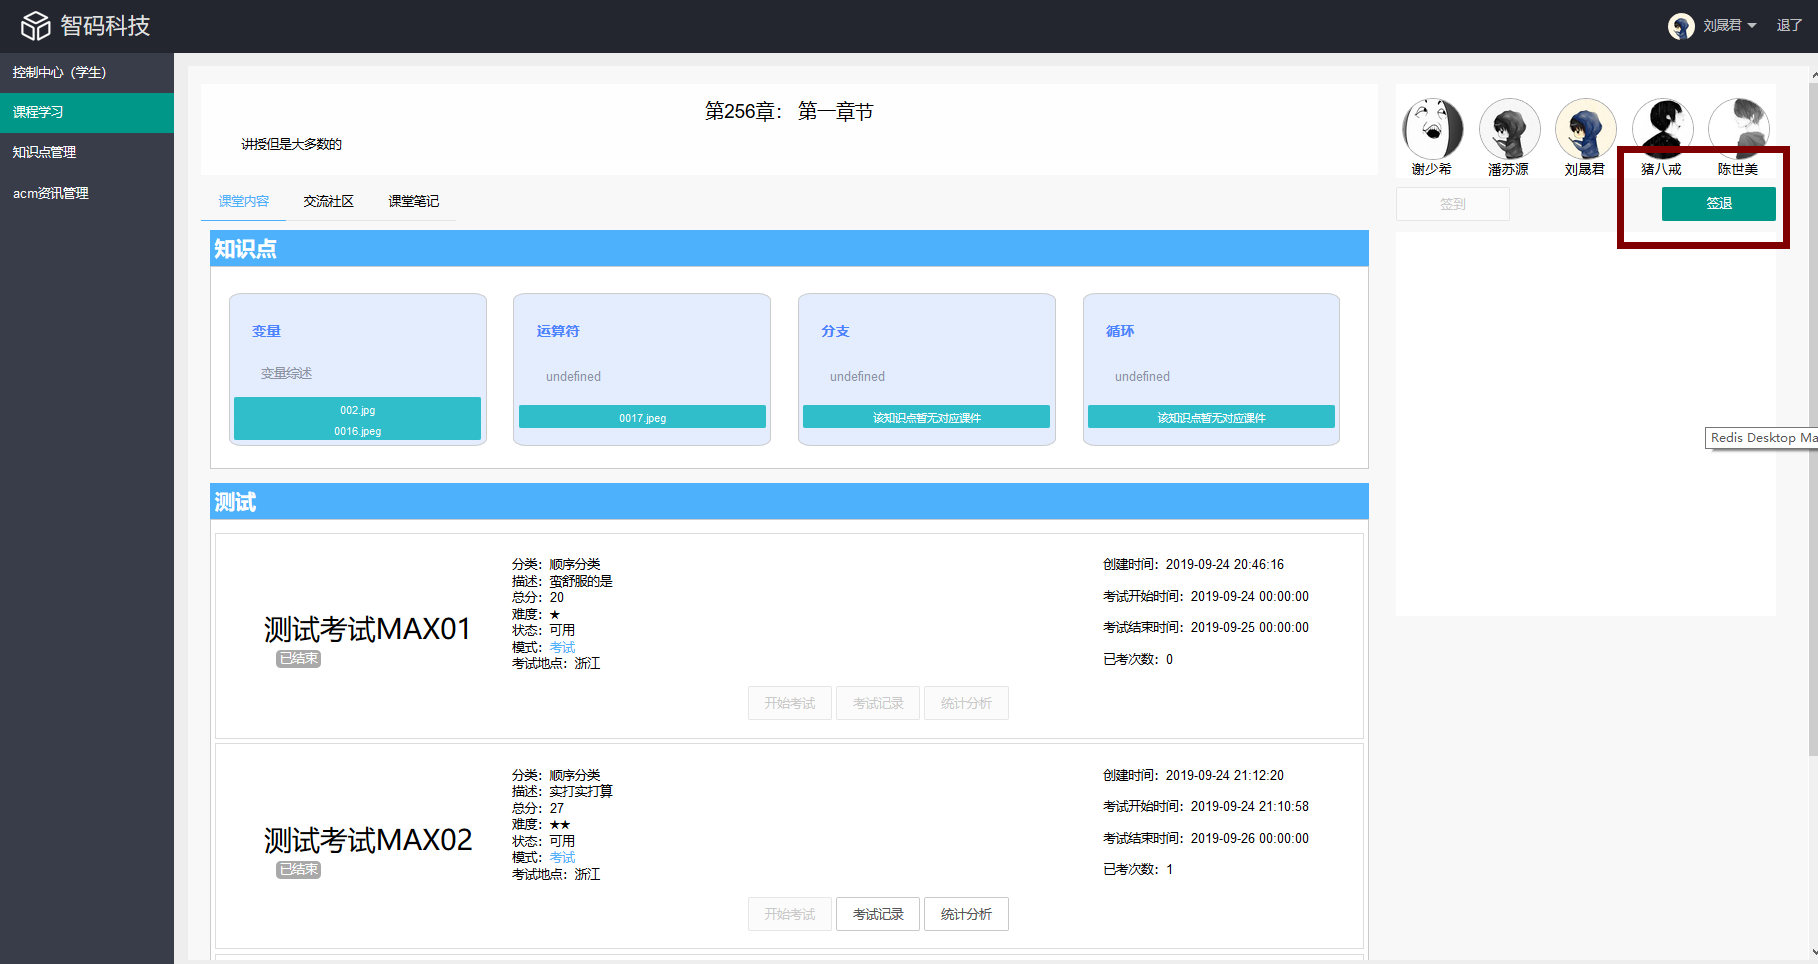 智码科技
刘晟君
退了
控制中心（学生）
课程学习
知识点管理
acm资讯管理
第256章： 第一章节
讲授但是大多数的
谢少希 潘苏源 刘晟君 猪八戒 陈世美
签到 签退
课堂内容 交流社区 课堂笔记
知识点
变量
变量综述
002.jpg
0016.jpeg
运算符
undefined
0017.jpeg
分支
undefined
该知识点暂无对应课件
循环
undefined
该知识点暂无对应课件
Redis Desktop Ma
测试
测试考试MAX01
已结束
分类：顺序分类
描述：蛮舒服的是
总分：20
难度：★
状态：可用
模式：考试
考试地点：浙江
创建时间：2019-09-24 20:46:16
考试开始时间：2019-09-24 00:00:00
考试结束时间：2019-09-25 00:00:00
已考次数：0
开始考试 考试记录 统计分析
测试考试MAX02
已结束
分类：顺序分类
描述：实打实打算
总分：27
难度：★★
状态：可用
模式：考试
考试地点：浙江
创建时间：2019-09-24 21:12:20
考试开始时间：2019-09-24 21:10:58
考试结束时间：2019-09-26 00:00:00
已考次数：1
开始考试 考试记录 统计分析